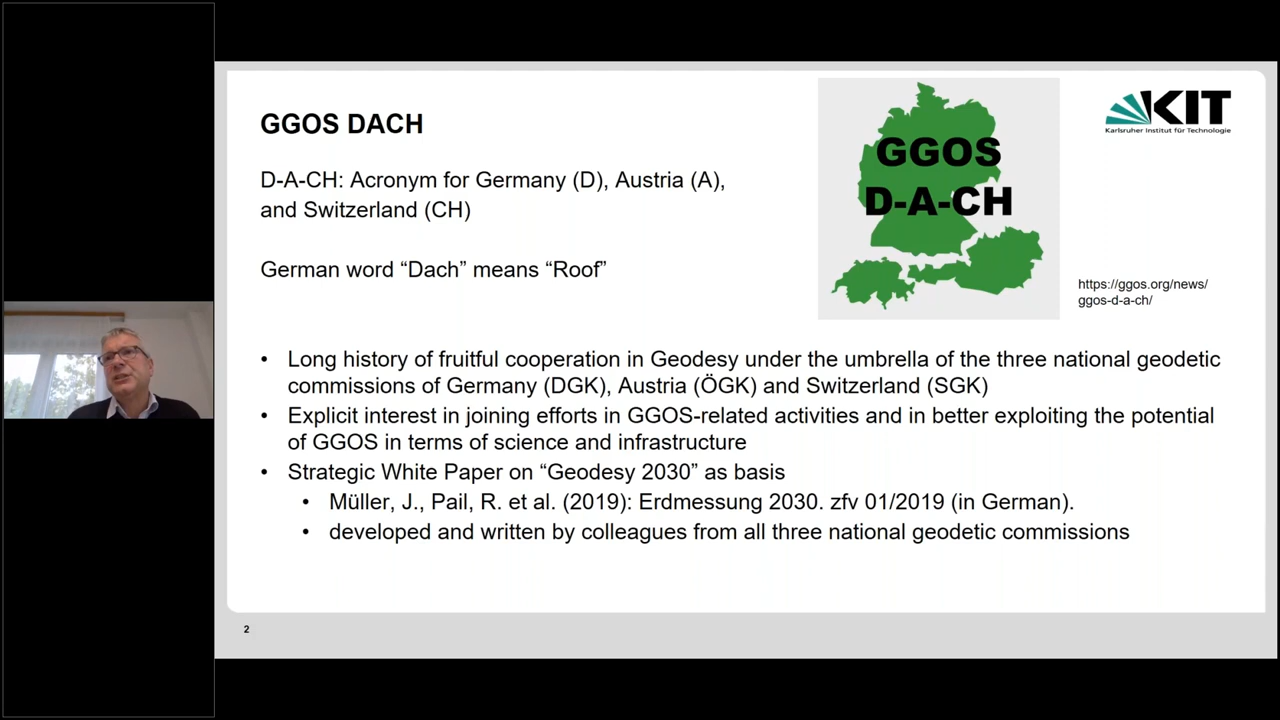 GGOS DACH
D-A-CH: Acronym for Germany (D), Austria (A),
and Switzerland (CH)
German word “Dach” means “Roof”
GGOS
D-A-CH
KIT
Karlsruher Institut für Technologie
https://ggos.org/news/
ggos-d-a-ch/
• Long history of fruitful cooperation in Geodesy under the umbrella of the three national geodetic
commissions of Germany (DGK), Austria (ÖGK) and Switzerland (SGK)
• Explicit interest in joining efforts in GGOS-related activities and in better exploiting the potential
of GGOS in terms of science and infrastructure
• Strategic White Paper on “Geodesy 2030” as basis
• Müller, J., Pail, R. et al. (2019): Erdmessung 2030. zfv 01/2019 (in German).
• developed and written by colleagues from all three national geodetic commissions
2